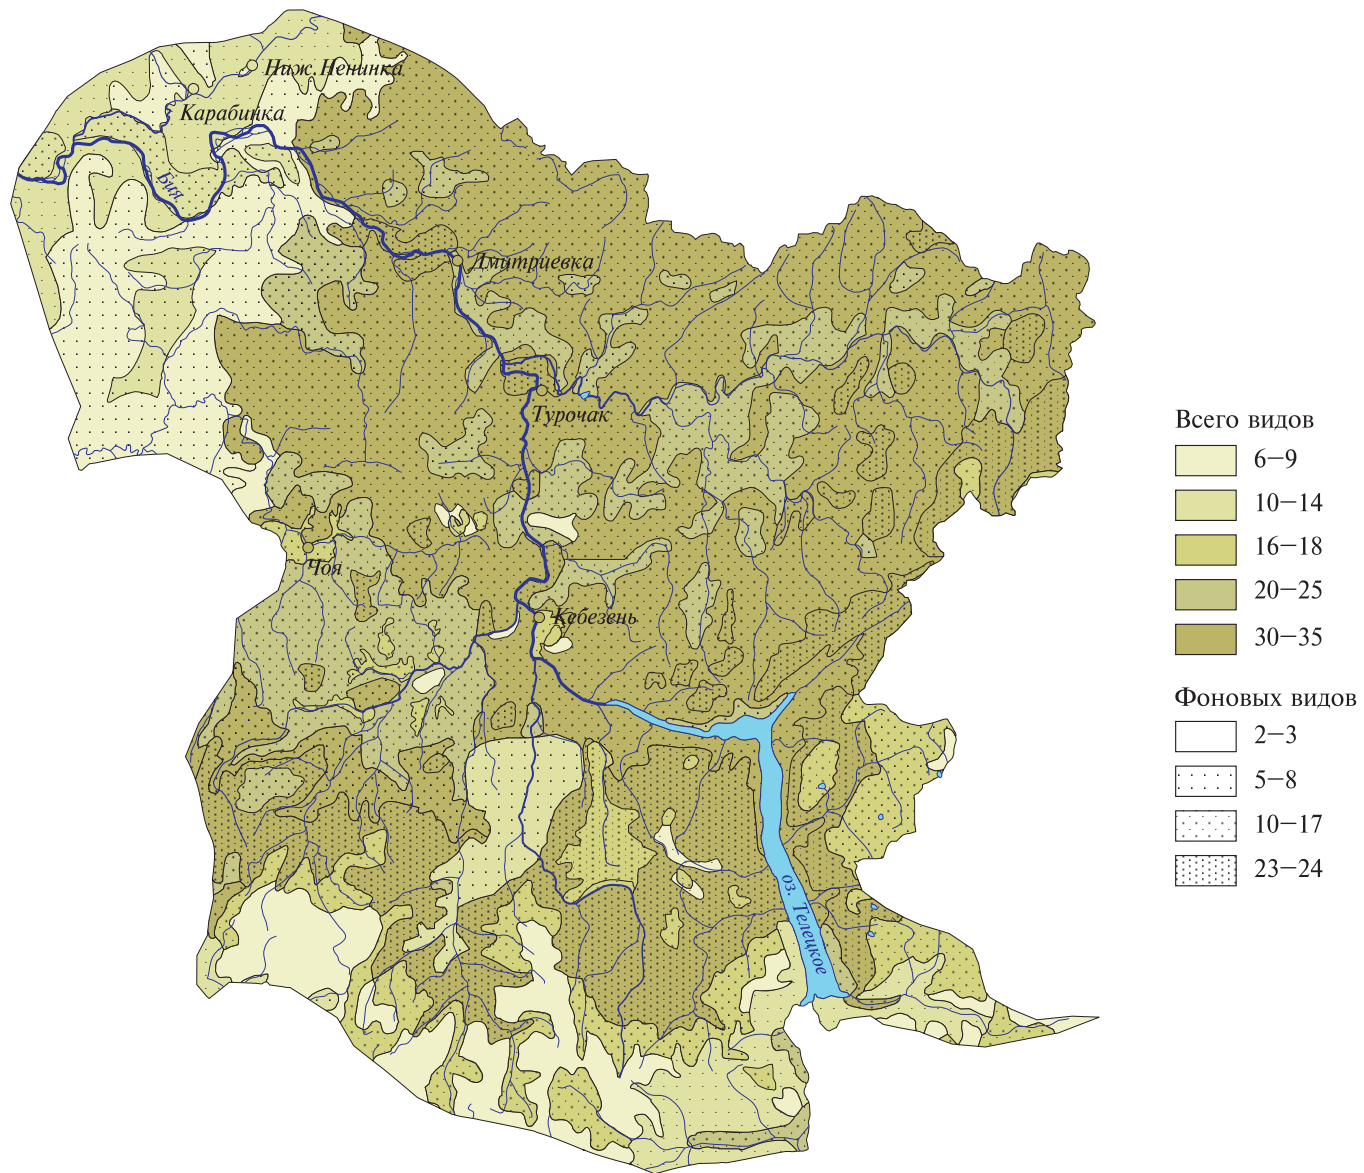 Ниж. Ненинка
Карабинка
Бия
Дмитриевка
Турочак
Чоя
Кебезень
оз. Телецкое
Всего видов
6–9
10–14
16–18
20–25
30–35
Фоновых видов
2–3
5–8
10–17
23–24